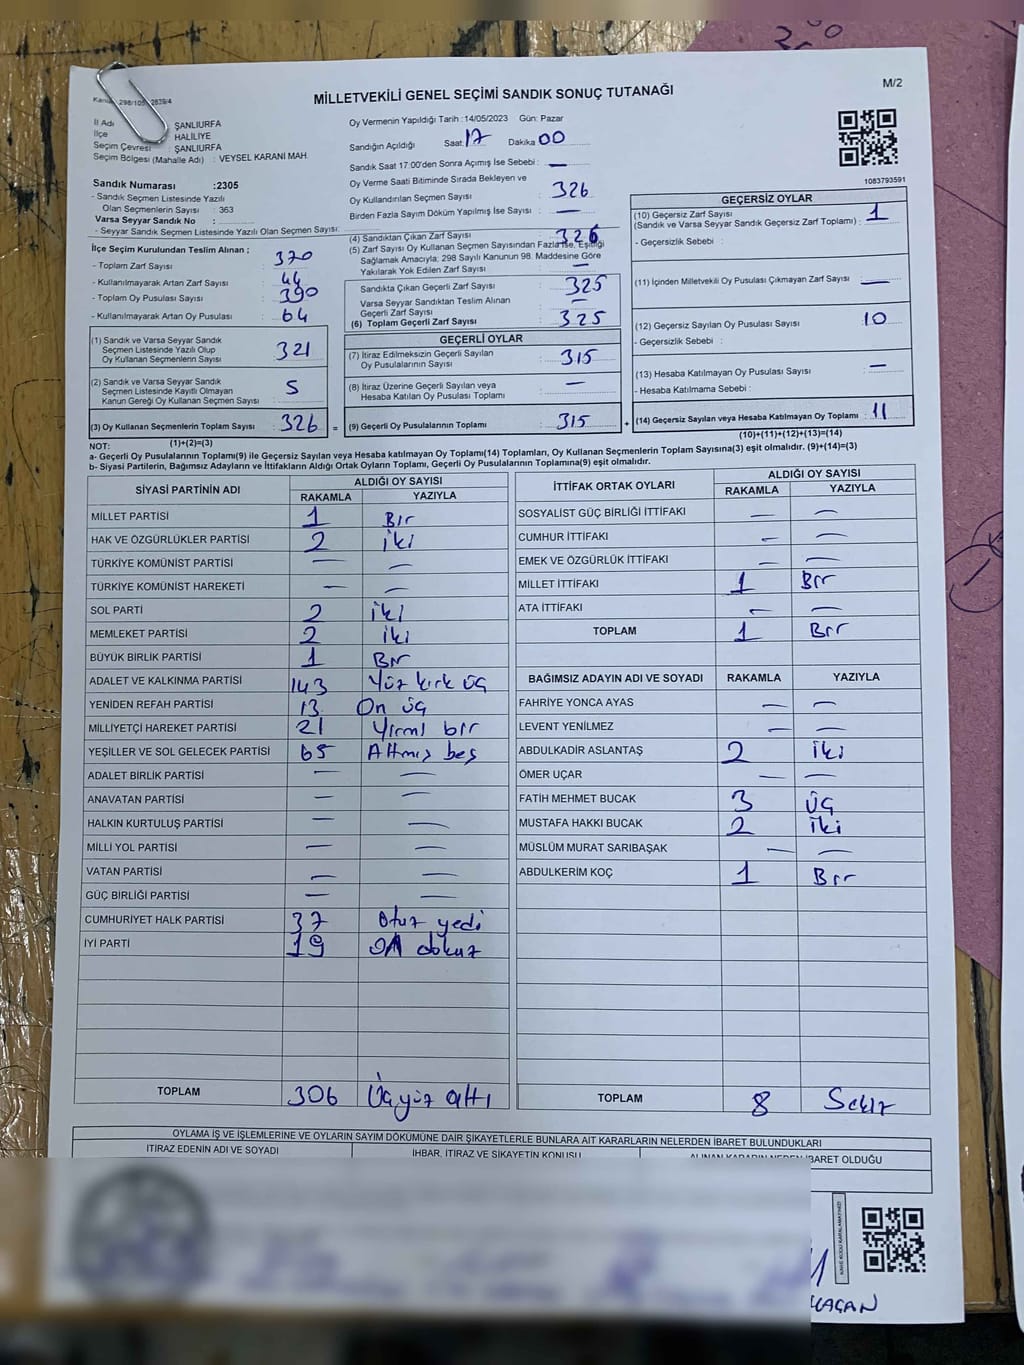 M/2
Kanun 298/105 2839/4
MİLLETVEKİLİ GENEL SEÇİMİ SANDIK SONUÇ TUTANAĞI
İl Adı : ŞANLIURFA
İlçe : HALİLİYE
Seçim Çevresi : ŞANLIURFA
Seçim Bölgesi (Mahalle Adı) : VEYSEL KARANİ MAH.
Sandık Numarası :2305
- Sandık Seçmen Listesinde Yazılı
Olan Seçmenlerin Sayısı : 363
Varsa Seyyar Sandık No :
- Seyyar Sandık Seçmen Listesinde Yazılı Olan Seçmen Sayısı:
İlçe Seçim Kurulundan Teslim Alınan ;
- Toplam Zarf Sayısı : 370
- Kullanılmayarak Artan Zarf Sayısı : 44
- Toplam Oy Pusulası Sayısı : 390
- Kullanılmayarak Artan Oy Pusulası : 64
(1) Sandık ve Varsa Seyyar Sandık
Seçmen Listesinde Yazılı Olup
Oy Kullanan Seçmenlerin Sayısı : 321
(2) Sandık ve Varsa Seyyar Sandık
Seçmen Listesinde Kayıtlı Olmayan
Kanun Gereği Oy Kullanan Seçmen Sayısı : 5
(3) Oy Kullanan Seçmenlerin Toplam Sayısı : 326
(1)+(2)=(3)
Oy Vermenin Yapıldığı Tarih :14/05/2023 Gün: Pazar
Sandığın Açıldığı Saat: 17 Dakika 00
Sandık Saat 17:00'den Sonra Açımış İse Sebebi : —
Oy Verme Saati Bitiminde Sırada Bekleyen ve
Oy Kullandırılan Seçmen Sayısı : 326
Birden Fazla Sayım Döküm Yapılmış İse Sayısı : —
(4) Sandıktan Çıkan Zarf Sayısı : 326
(5) Zarf Sayısı Oy Kullanan Seçmen Sayısından Fazla ise, Eşitliği
Sağlamak Amacıyla; 298 Sayılı Kanunun 98. Maddesine Göre
Yakılarak Yok Edilen Zarf Sayısı : —
Sandıkta Çıkan Geçerli Zarf Sayısı : 325
Varsa Seyyar Sandıktan Teslim Alınan
Geçerli Zarf Sayısı : —
(6) Toplam Geçerli Zarf Sayısı : 325
GEÇERLİ OYLAR
(7) İtiraz Edilmeksizin Geçerli Sayılan
Oy Pusulalarının Sayısı : 315
(8) İtiraz Üzerine Geçerli Sayılan veya
Hesaba Katılan Oy Pusulası Toplamı : —
= (9) Geçerli Oy Pusulalarının Toplamı : 315
1083793591
GEÇERSİZ OYLAR
(10) Geçersiz Zarf Sayısı
(Sandık ve Varsa Seyyar Sandık Geçersiz Zarf Toplamı) : 1
- Geçersizlik Sebebi :
(11) İçinden Milletvekili Oy Pusulası Çıkmayan Zarf Sayısı : —
(12) Geçersiz Sayılan Oy Pusulası Sayısı : 10
- Geçersizlik Sebebi :
(13) Hesaba Katılmayan Oy Pusulası Sayısı : —
- Hesaba Katılmama Sebebi :
+ (14) Geçersiz Sayılan veya Hesaba Katılmayan Oy Toplamı : 11
(10)+(11)+(12)+(13)=(14)
NOT:
a- Geçerli Oy Pusulalarının Toplamı(9) ile Geçersiz Sayılan veya Hesaba katılmayan Oy Toplamı(14) Toplamları, Oy Kullanan Seçmenlerin Toplam Sayısına(3) eşit olmalıdır. (9)+(14)=(3)
b- Siyasi Partilerin, Bağımsız Adayların ve İttifakların Aldığı Ortak Oyların Toplamı, Geçerli Oy Pusulalarının Toplamına(9) eşit olmalıdır.
SİYASİ PARTİNİN ADI ALDIĞI OY SAYISI
RAKAMLA YAZIYLA
MİLLET PARTİSİ 1 Bir
HAK VE ÖZGÜRLÜKLER PARTİSİ 2 iki
TÜRKİYE KOMÜNİST PARTİSİ — —
TÜRKİYE KOMÜNİST HAREKETİ — —
SOL PARTİ 2 iki
MEMLEKET PARTİSİ 2 iki
BÜYÜK BİRLİK PARTİSİ 1 Bir
ADALET VE KALKINMA PARTİSİ 143 Yüz kırk üç
YENİDEN REFAH PARTİSİ 13 On üç
MİLLİYETÇİ HAREKET PARTİSİ 21 Yirmi bir
YEŞİLLER VE SOL GELECEK PARTİSİ 65 Altmış beş
ADALET BİRLİK PARTİSİ — —
ANAVATAN PARTİSİ — —
HALKIN KURTULUŞ PARTİSİ — —
MİLLİ YOL PARTİSİ — —
VATAN PARTİSİ — —
GÜÇ BİRLİĞİ PARTİSİ — —
CUMHURİYET HALK PARTİSİ 37 Otuz yedi
İYİ PARTİ 19 On dokuz
TOPLAM 306 Üçyüz altı
İTTİFAK ORTAK OYLARI ALDIĞI OY SAYISI
RAKAMLA YAZIYLA
SOSYALİST GÜÇ BİRLİĞİ İTTİFAKI — —
CUMHUR İTTİFAKI — —
EMEK VE ÖZGÜRLÜK İTTİFAKI — —
MİLLET İTTİFAKI 1 Bir
ATA İTTİFAKI — —
TOPLAM 1 Bir
BAĞIMSIZ ADAYIN ADI VE SOYADI RAKAMLA YAZIYLA
FAHRİYE YONCA AYAS — —
LEVENT YENİLMEZ — —
ABDULKADİR ASLANTAŞ 2 iki
ÖMER UÇAR — —
FATİH MEHMET BUCAK 3 üç
MUSTAFA HAKKI BUCAK 2 iki
MÜSLÜM MURAT SARIBAŞAK — —
ABDULKERİM KOÇ 1 Bir
TOPLAM 8 Sekiz
OYLAMA İŞ VE İŞLEMLERİNE VE OYLARIN SAYIM DÖKÜMÜNE DAİR ŞİKAYETLERLE BUNLARA AİT KARARLARIN NELERDEN İBARET BULUNDUKLARI
İTİRAZ EDENİN ADI VE SOYADI İHBAR, İTİRAZ VE ŞİKAYETİN KONUSU ALINAN KARARIN NEDEN İBARET OLDUĞU